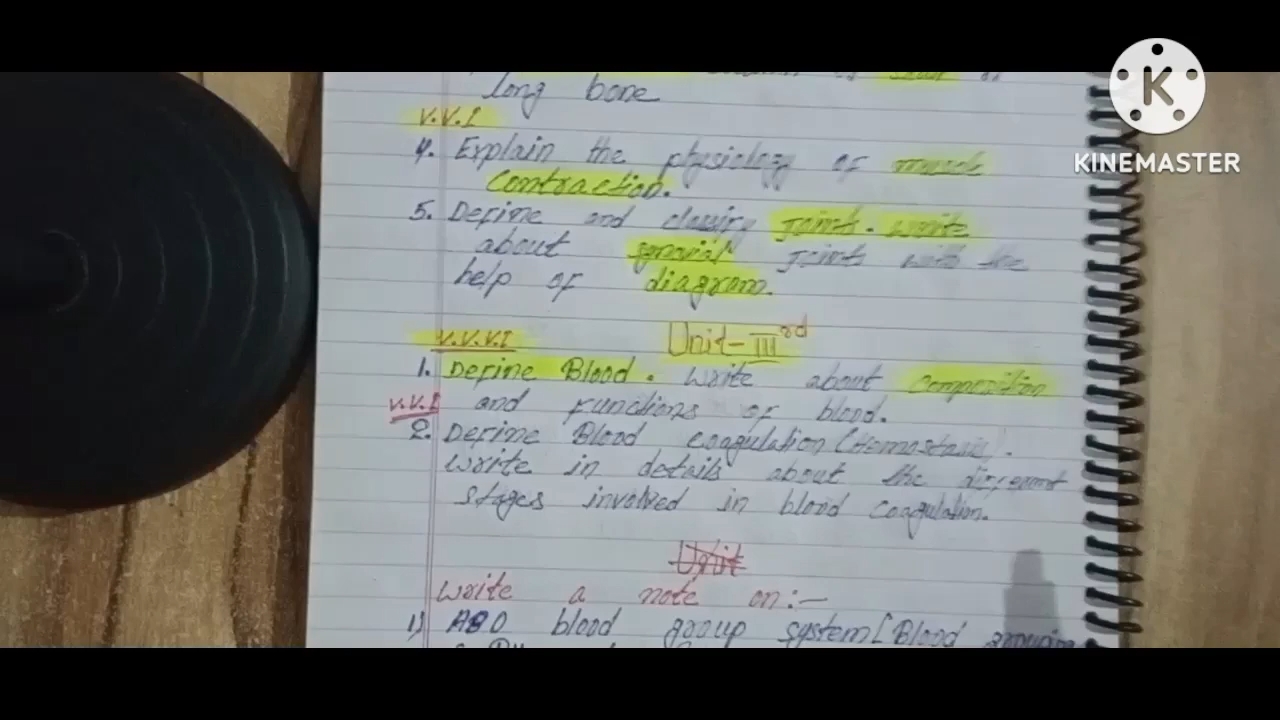 long bone
V.V.I
4. Explain the physiology of muscle
contraction.
5. Define and classify joints. write
about synovial joints with the
help of diagram.
V.V.V.I Unit-III rd
1. Define Blood. Write about composition
V.V.I and functions of blood.
2. Define Blood coagulation (Homostasis).
Write in details about the different
stages involved in blood coagulation.
Unit
Write a note on:-
1) ABO blood group system [Blood grouping
K
KINEMASTER